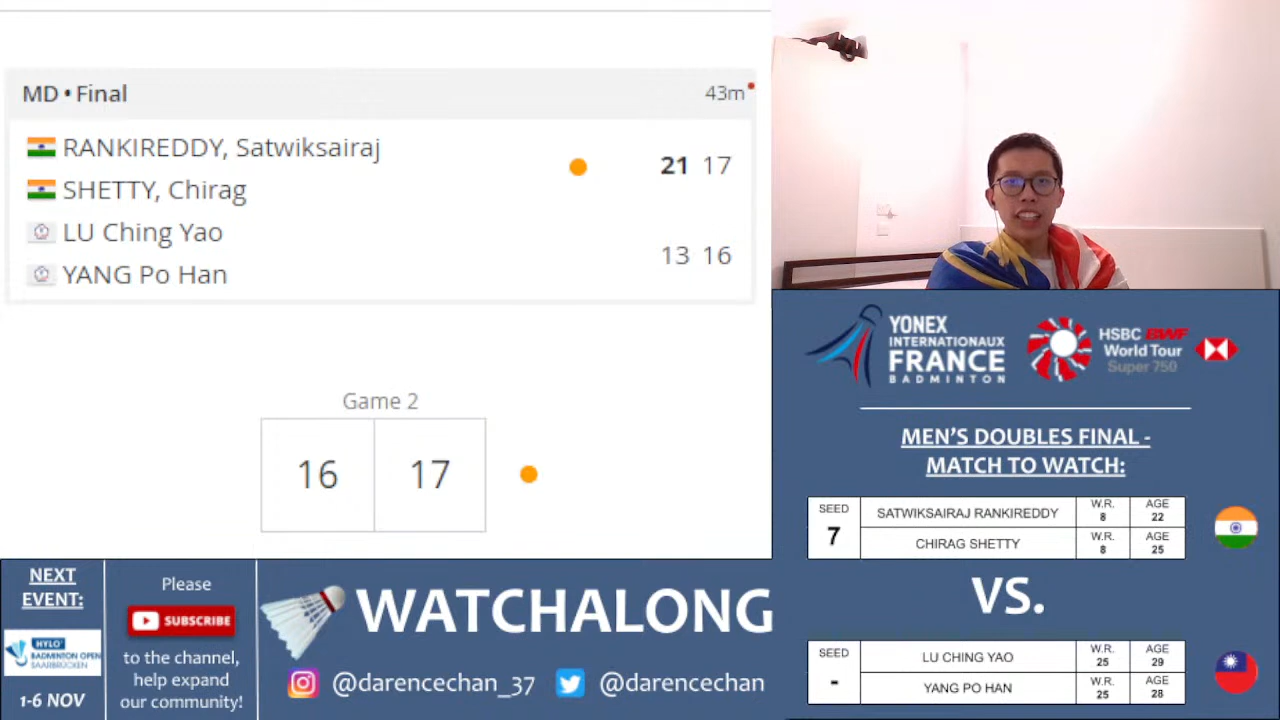 MD • Final
43m
RANKIREDDY, Satwiksairaj
SHETTY, Chirag
21 17
LU Ching Yao
YANG Po Han
13 16
Game 2
16 17
YONEX
INTERNATIONAUX
FRANCE
BADMINTON
HSBC BWF
World Tour
Super 750
MEN'S DOUBLES FINAL -
MATCH TO WATCH:
SEED
7
SATWIKSAIRAJ RANKIREDDY
W.R.
8
AGE
22
CHIRAG SHETTY
W.R.
8
AGE
25
VS.
SEED
-
LU CHING YAO
W.R.
25
AGE
29
YANG PO HAN
W.R.
25
AGE
28
NEXT
EVENT:
HYLO
BADMINTON OPEN
SAARBRÜCKEN
1-6 NOV
Please
SUBSCRIBE
to the channel,
help expand
our community!
WATCHALONG
@darencechan_37
@darencechan